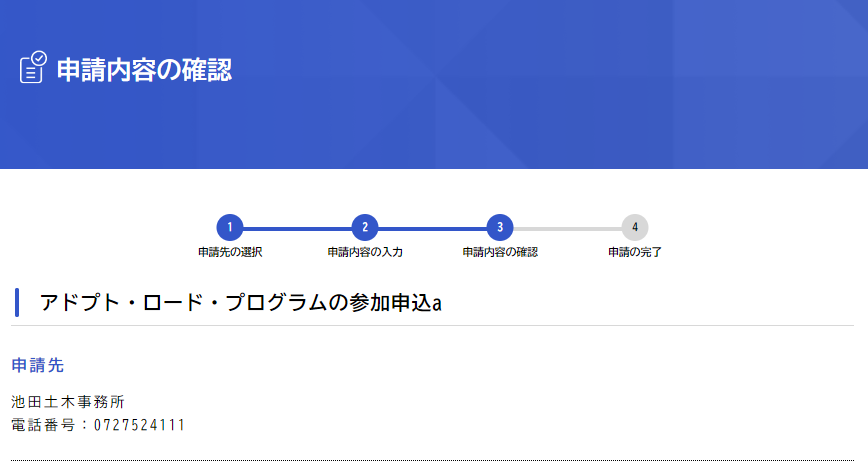 申請内容の確認
1 2 3 4
申請先の選択 申請内容の入力 申請内容の確認 申請の完了
アドプト・ロード・プログラムの参加申込a
申請先
池田土木事務所
電話番号：0727524111